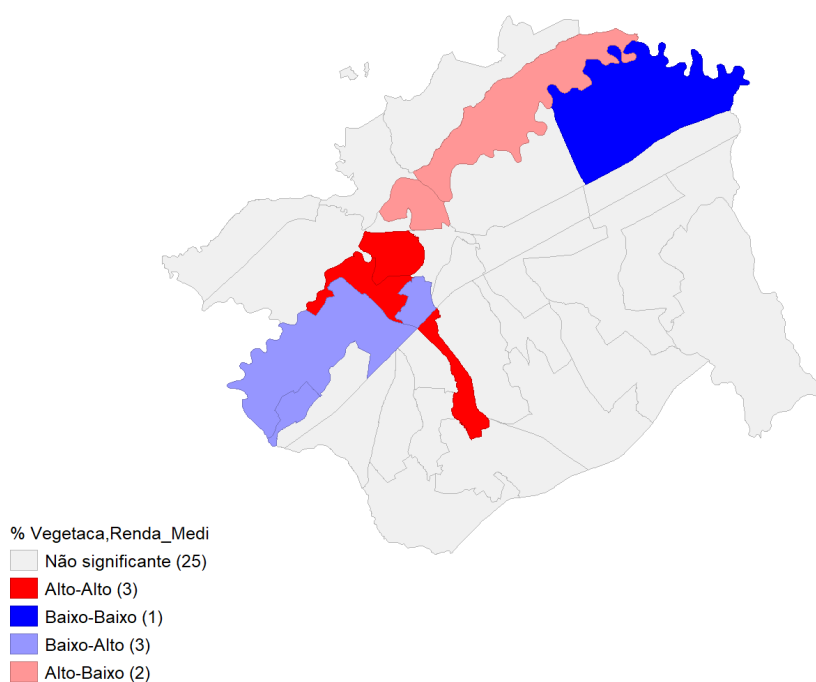 % Vegetaca,Renda_Medi
Não significante (25)
Alto-Alto (3)
Baixo-Baixo (1)
Baixo-Alto (3)
Alto-Baixo (2)